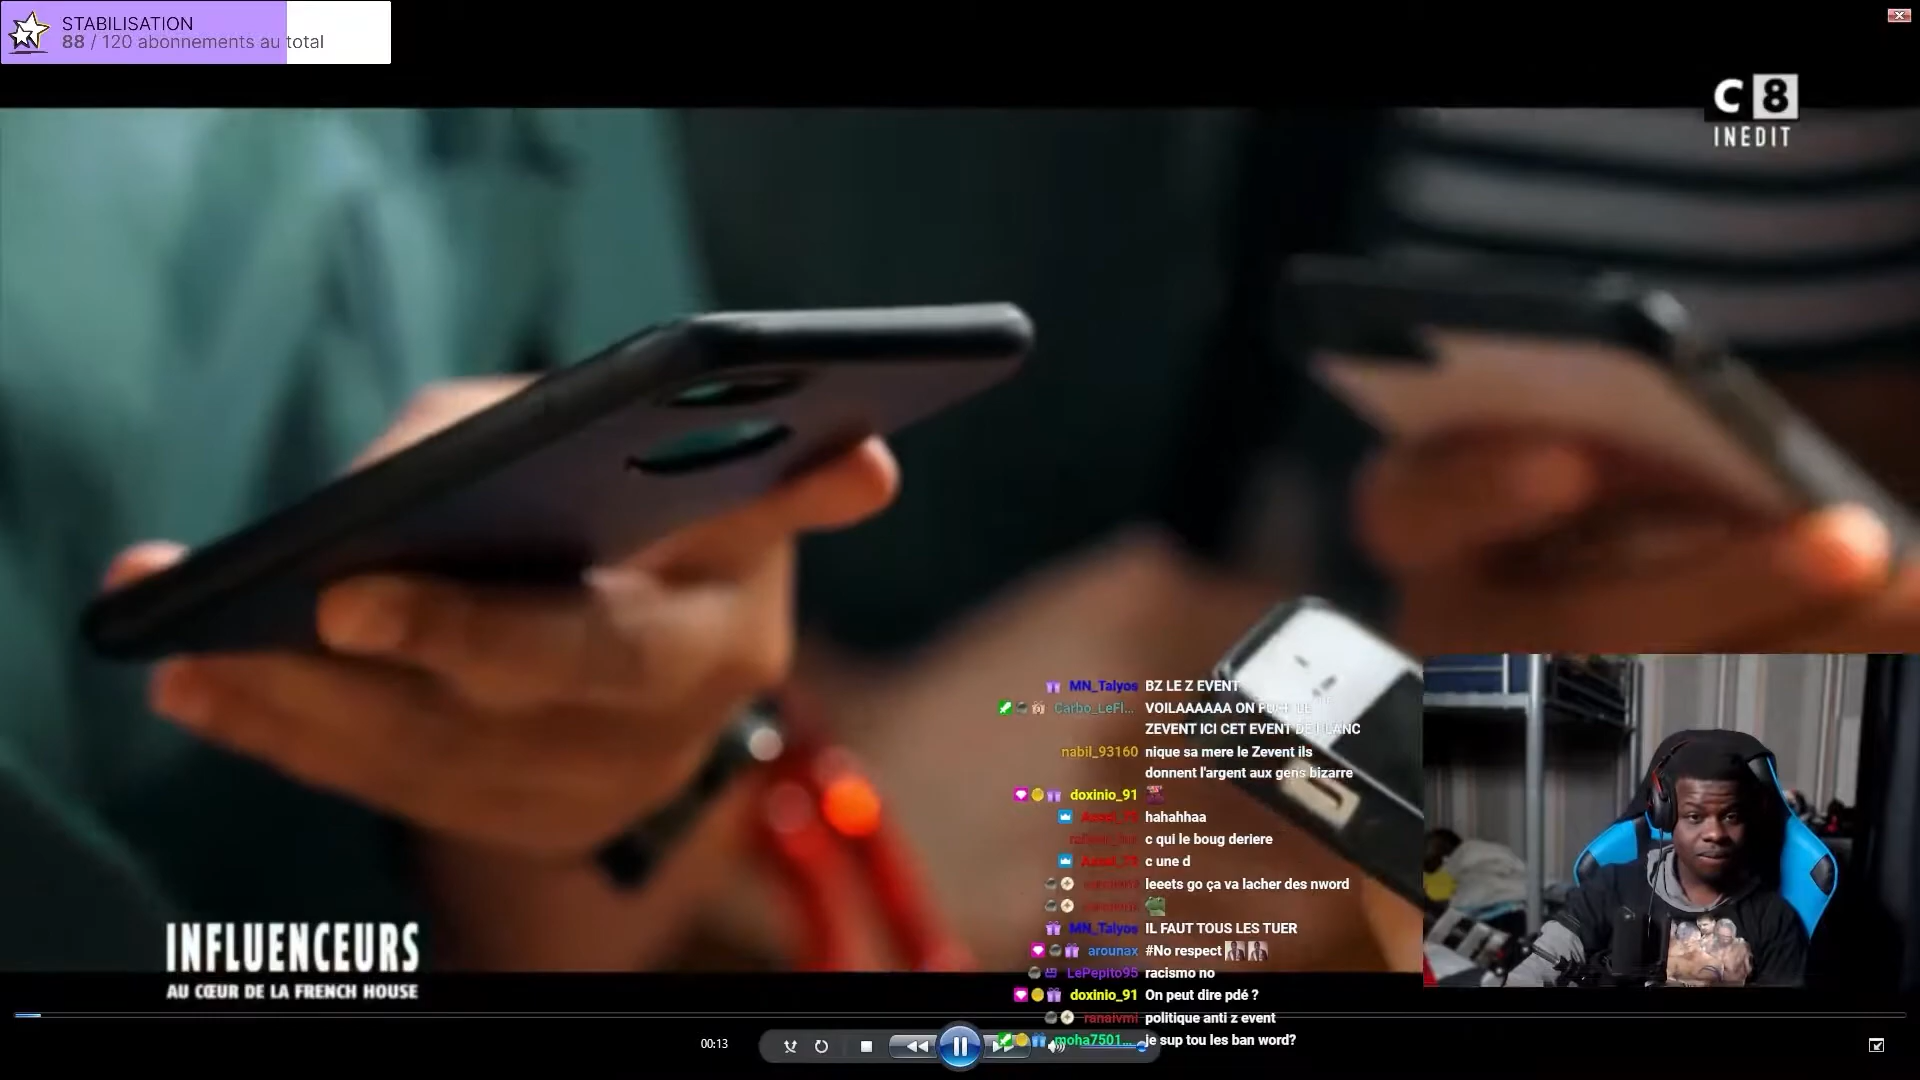 STABILISATION
88 / 120 abonnements au total
C8
INEDIT
MN_Talyos BZ LE Z EVENT
Carbo_LeFl... VOILAAAAAA ON
ZEVENT ICI CET EVENT DE BLANC
nabil_93160 nique sa mere le Zevent ils
donnent l'argent aux gens bizarre
doxinio_91
hahahhaa
c qui le boug deriere
c une d
leeets go ça va lacher des nword
MN_Talyos IL FAUT TOUS LES TUER
arounax #No respect
LePepito95 racismo no
doxinio_91 On peut dire pdé ?
politique anti z event
moha7501... je sup tou les ban word?
INFLUENCEURS
AU CŒUR DE LA FRENCH HOUSE
00:13